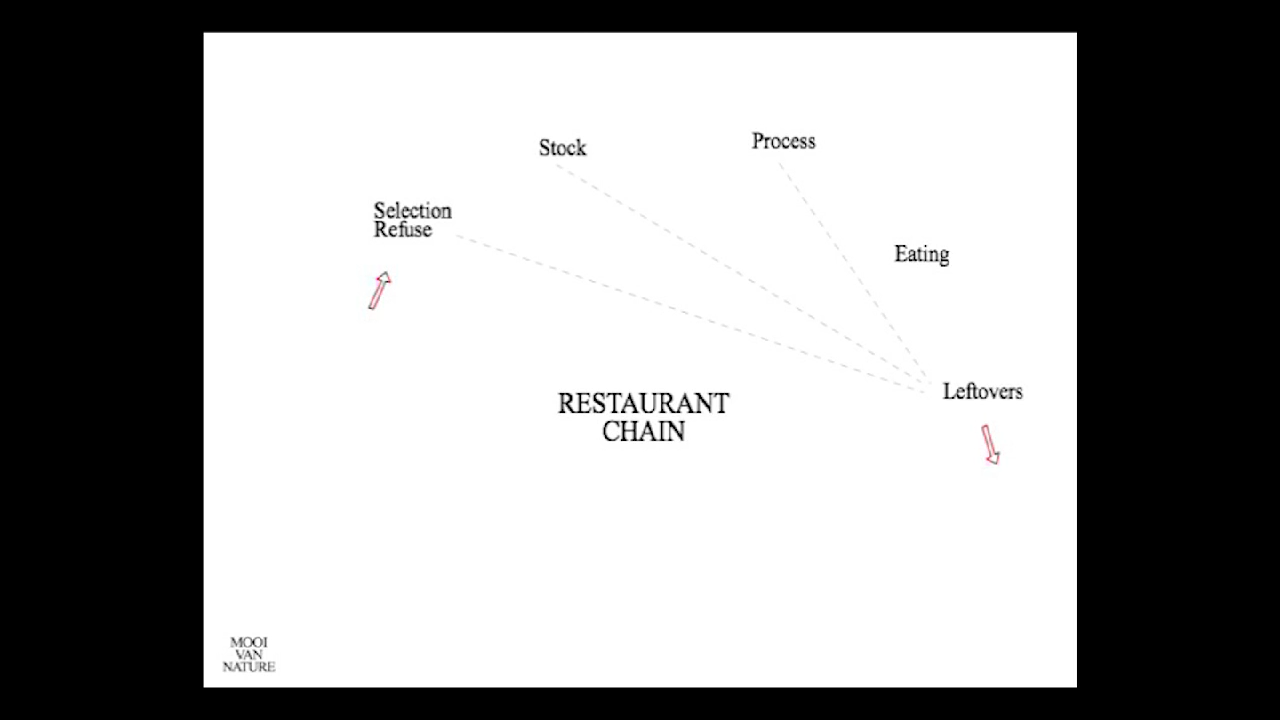 Stock
Process
Selection
Refuse
Eating
Leftovers
RESTAURANT
CHAIN
MOOI
VAN
NATURE